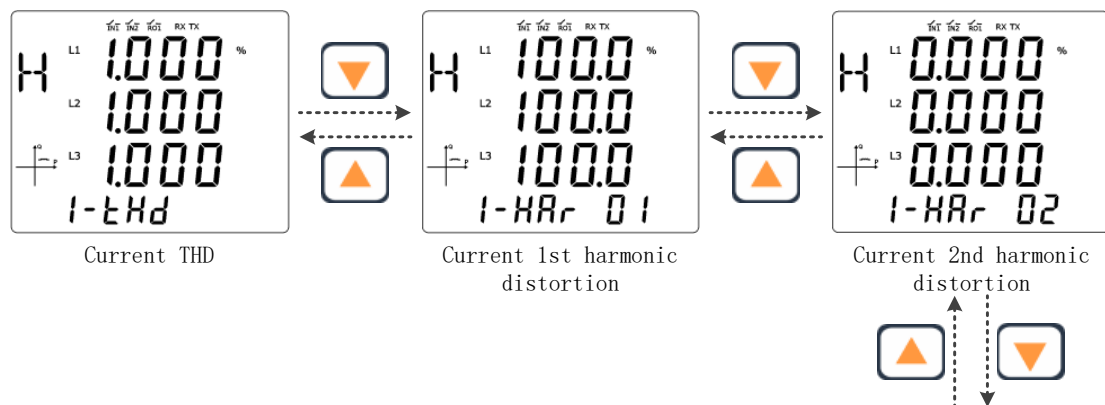 IN1 IN2 RO1 RX TX
H L1 1.000 %
L2 1.000
Q
P
L3 1.000
I-tHd
Current THD
IN1 IN2 RO1 RX TX
H L1 100.0 %
L2 100.0
Q
P
L3 100.0
I-HAr 01
Current 1st harmonic
distortion
IN1 IN2 RO1 RX TX
H L1 0.000 %
L2 0.000
Q
P
L3 0.000
I-HAr 02
Current 2nd harmonic
distortion